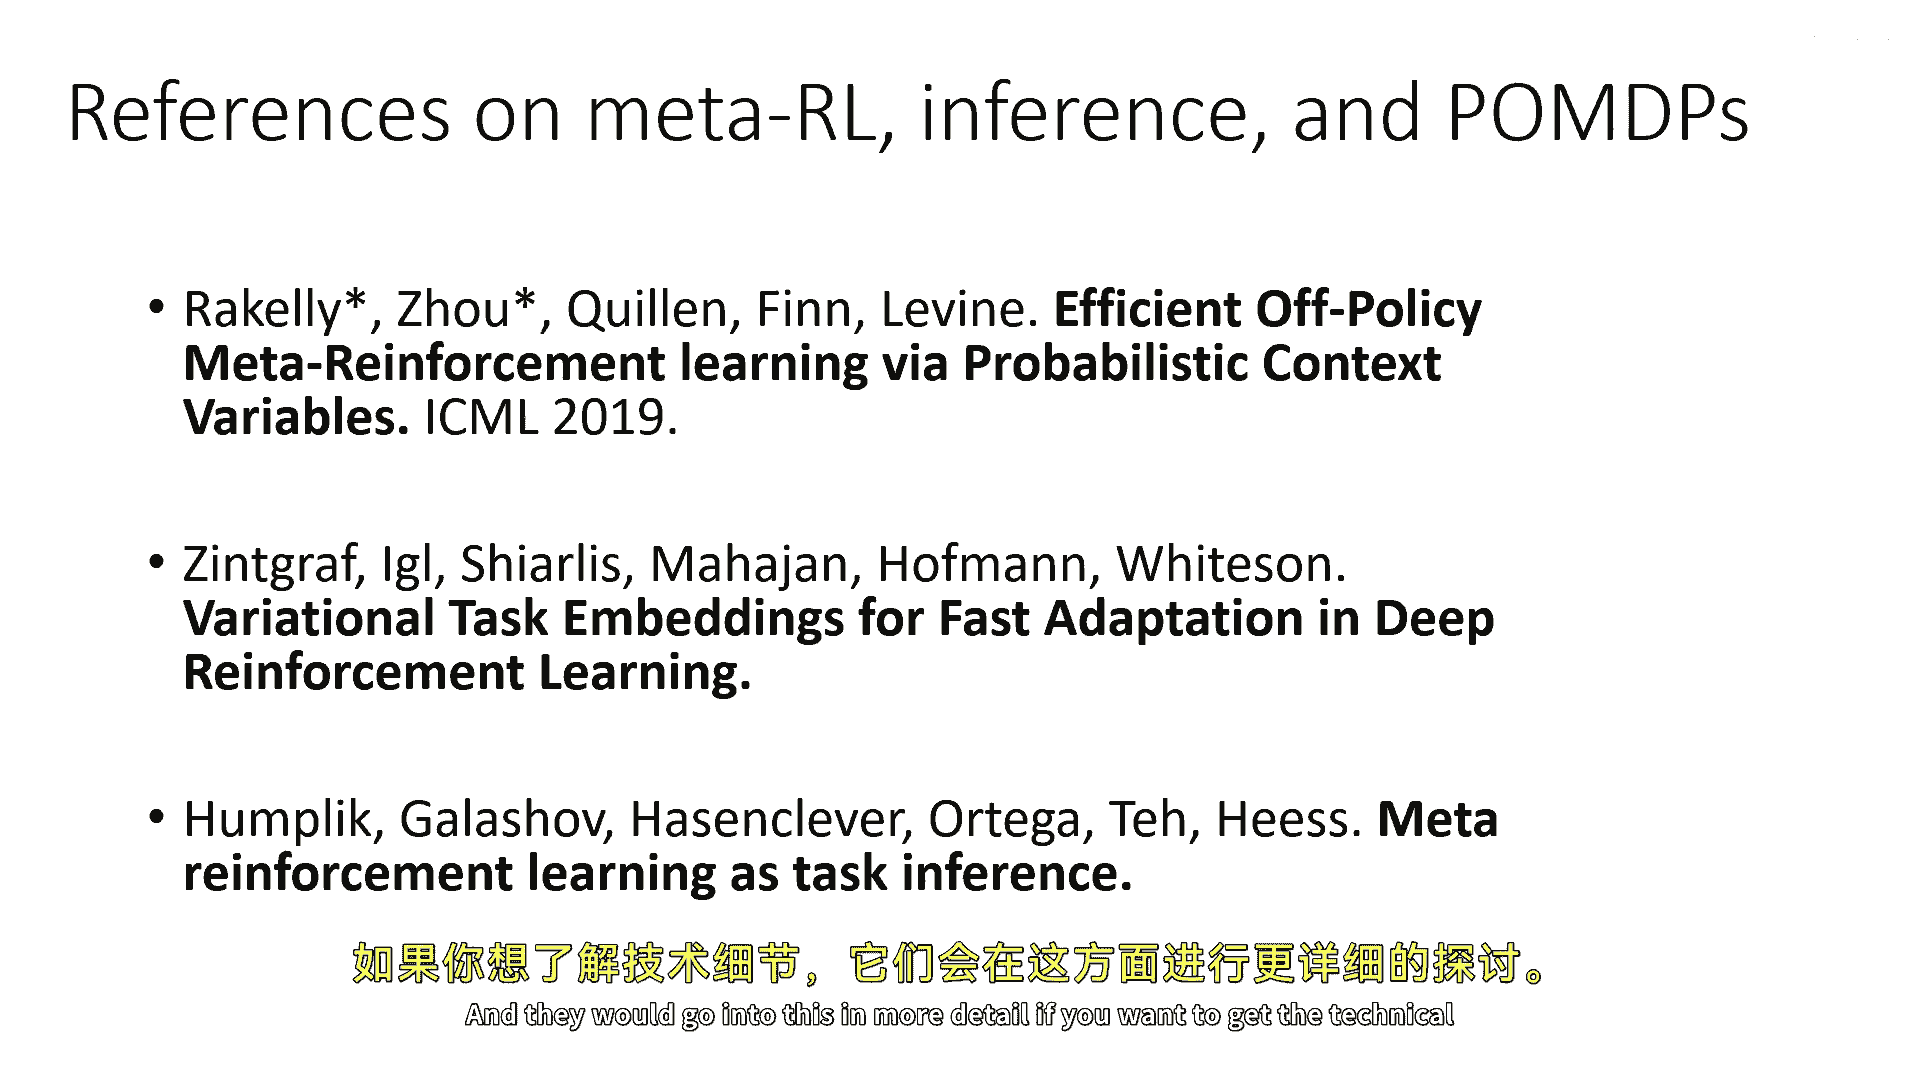 References on meta-RL, inference, and POMDPs
• Rakelly*, Zhou*, Quillen, Finn, Levine. Efficient Off-Policy
Meta-Reinforcement learning via Probabilistic Context
Variables. ICML 2019.
• Zintgraf, Igl, Shiarlis, Mahajan, Hofmann, Whiteson.
Variational Task Embeddings for Fast Adaptation in Deep
Reinforcement Learning.
• Humplik, Galashov, Hasenclever, Ortega, Teh, Heess. Meta
reinforcement learning as task inference.
如果你想了解技术细节，它们会在这方面进行更详细的探讨。
And they would go into this in more detail if you want to get the technical